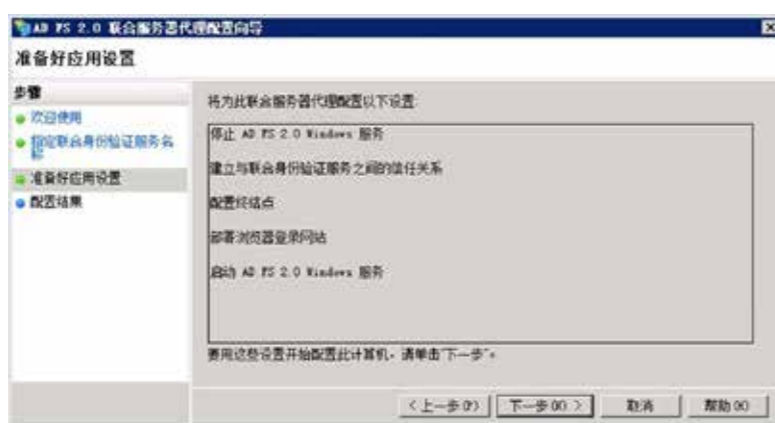 AD FS 2.0 联合服务器代理配置向导
准备好应用设置
步骤
欢迎使用
指定联合身份验证服务名
称
准备好应用设置
配置结果
将为此联合服务器代理配置以下设置:
停止 AD FS 2.0 Windows 服务
建立与联合身份验证服务之间的信任关系
配置终结点
部署浏览器登录网站
启动 AD FS 2.0 Windows 服务
要用这些设置开始配置此计算机，请单击"下一步"。
< 上一步(P)
下一步(N) >
取消
帮助(H)